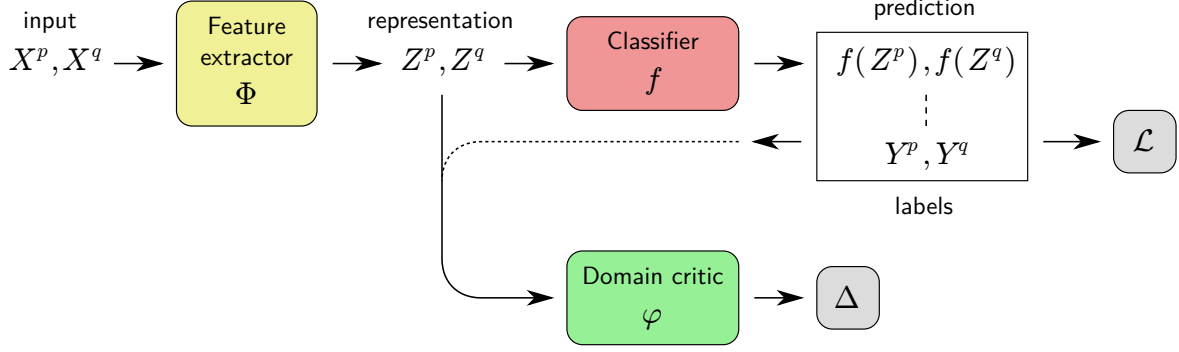 input
X^p, X^q
Feature
extractor
Φ
representation
Z^p, Z^q
Classifier
f
prediction
f(Z^p), f(Z^q)
Y^p, Y^q
labels
ℒ
Domain critic
φ
Δ